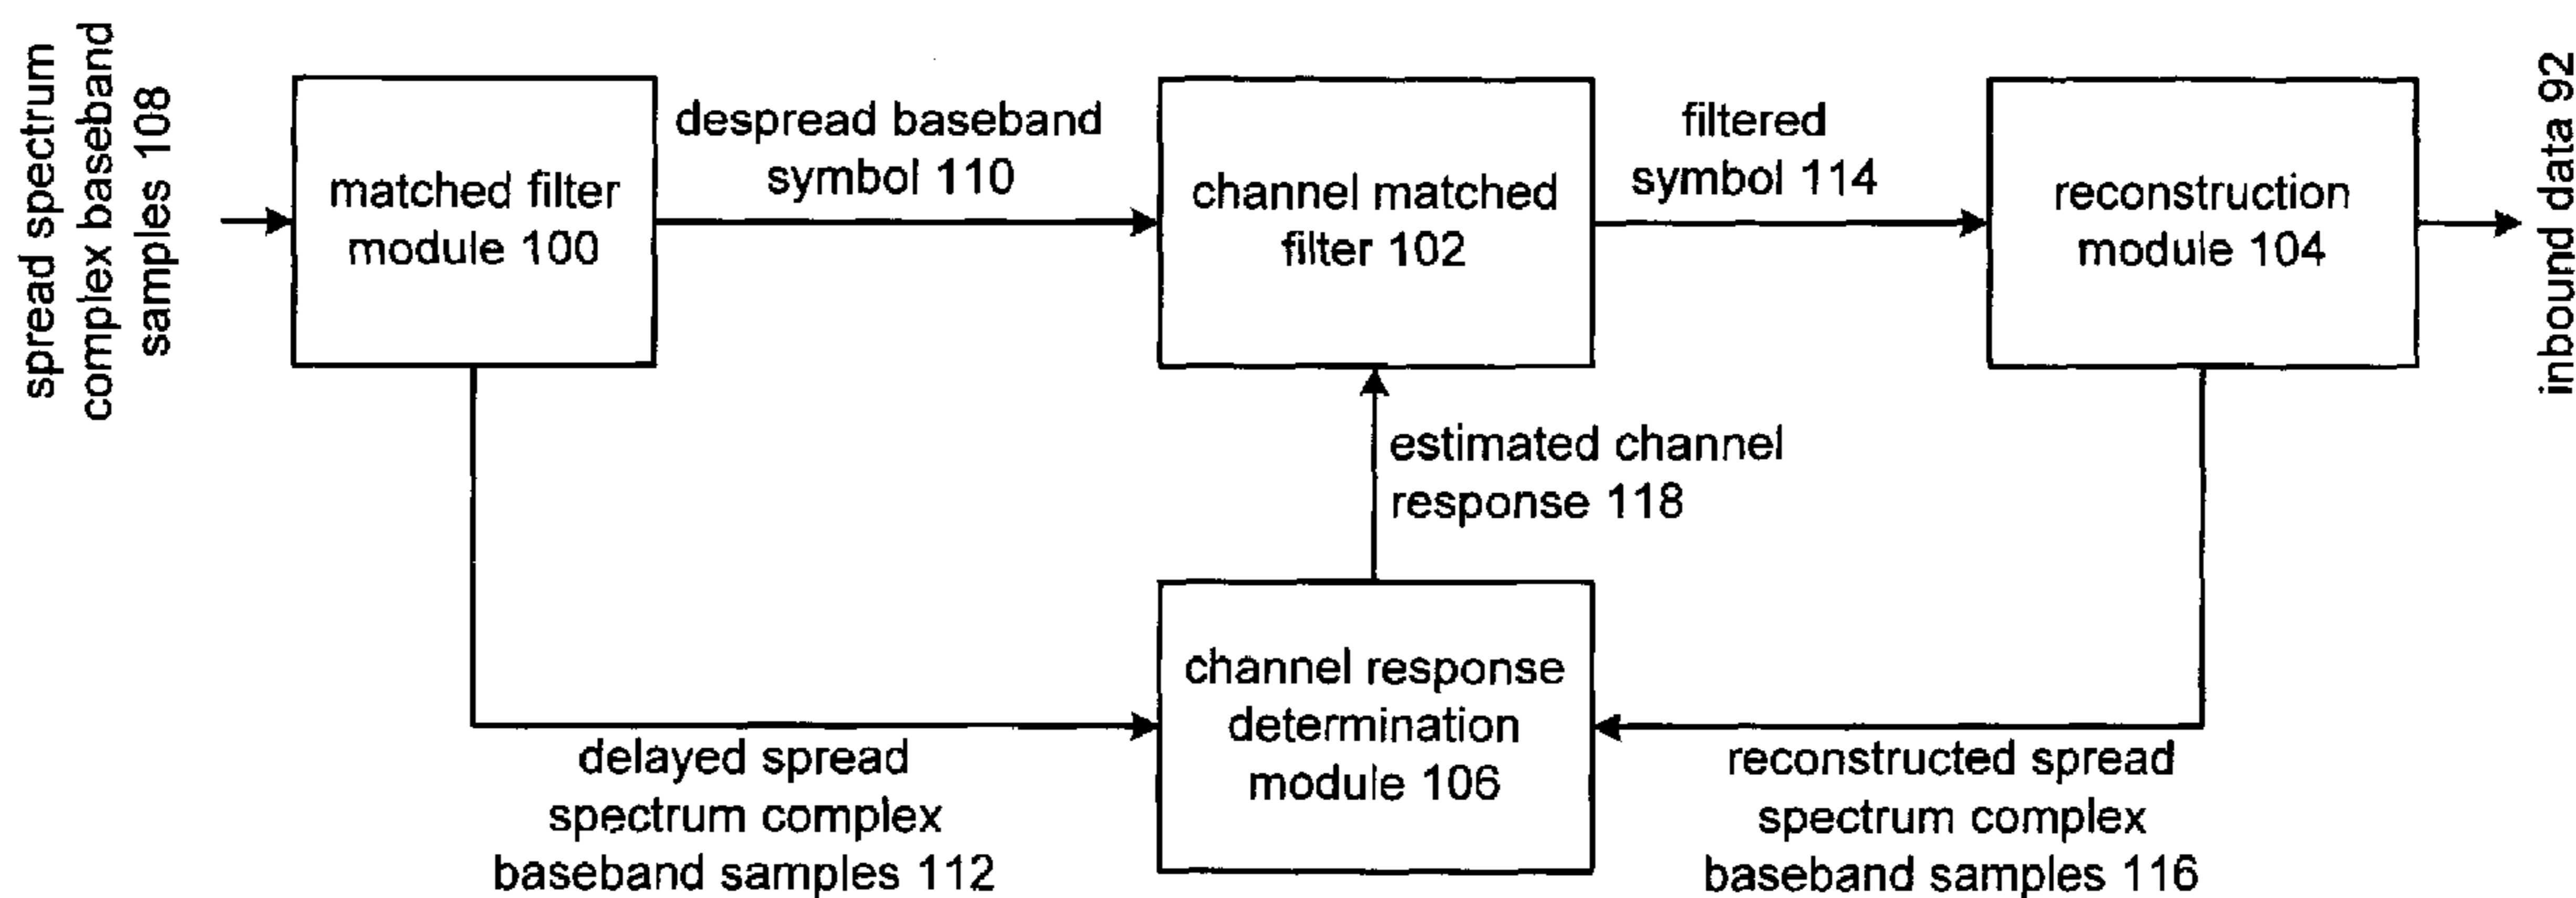 spread spectrum
complex baseband
samples 108
matched filter
module 100
despread baseband
symbol 110
channel matched
filter 102
filtered
symbol 114
reconstruction
module 104
inbound data 92
estimated channel
response 118
channel response
determination
module 106
delayed spread
spectrum complex
baseband samples 112
reconstructed spread
spectrum complex
baseband samples 116